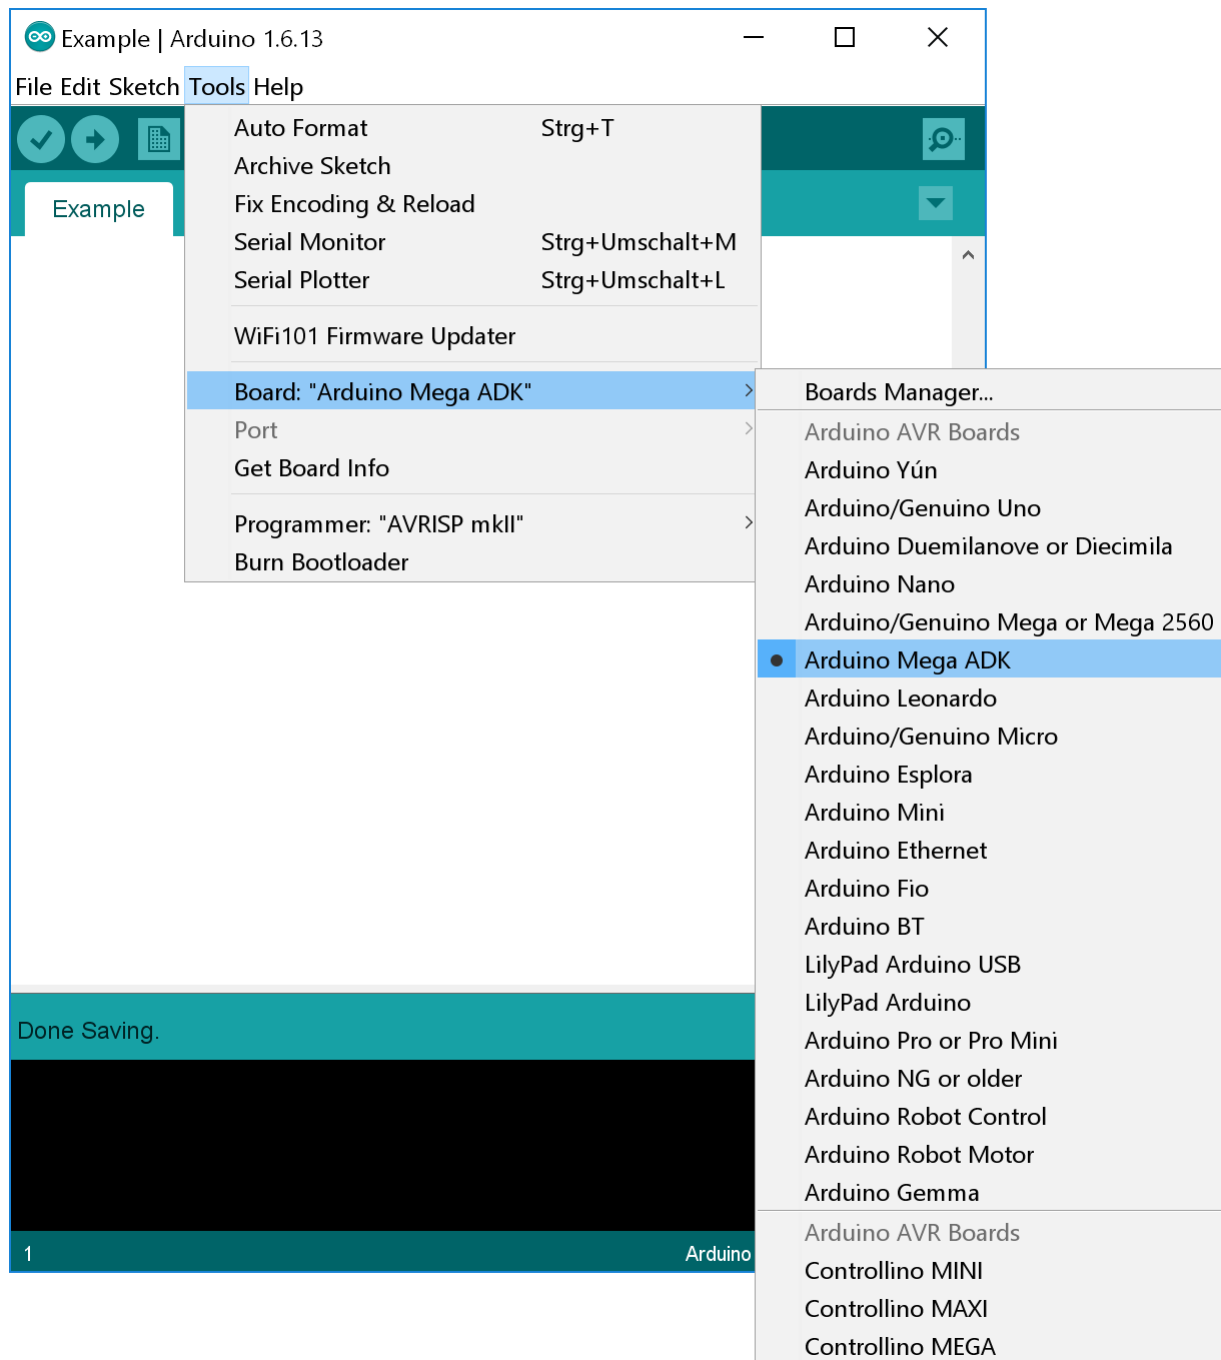 Example | Arduino 1.6.13
File Edit Sketch Tools Help
Auto Format Strg+T
Archive Sketch
Fix Encoding & Reload
Serial Monitor Strg+Umschalt+M
Serial Plotter Strg+Umschalt+L
WiFi101 Firmware Updater
Board: "Arduino Mega ADK"
Port
Get Board Info
Programmer: "AVRISP mkII"
Burn Bootloader
Example
Boards Manager...
Arduino AVR Boards
Arduino Yún
Arduino/Genuino Uno
Arduino Duemilanove or Diecimila
Arduino Nano
Arduino/Genuino Mega or Mega 2560
Arduino Mega ADK
Arduino Leonardo
Arduino/Genuino Micro
Arduino Esplora
Arduino Mini
Arduino Ethernet
Arduino Fio
Arduino BT
LilyPad Arduino USB
LilyPad Arduino
Arduino Pro or Pro Mini
Arduino NG or older
Arduino Robot Control
Arduino Robot Motor
Arduino Gemma
Arduino AVR Boards
Controllino MINI
Controllino MAXI
Controllino MEGA
Done Saving.
1 Arduino